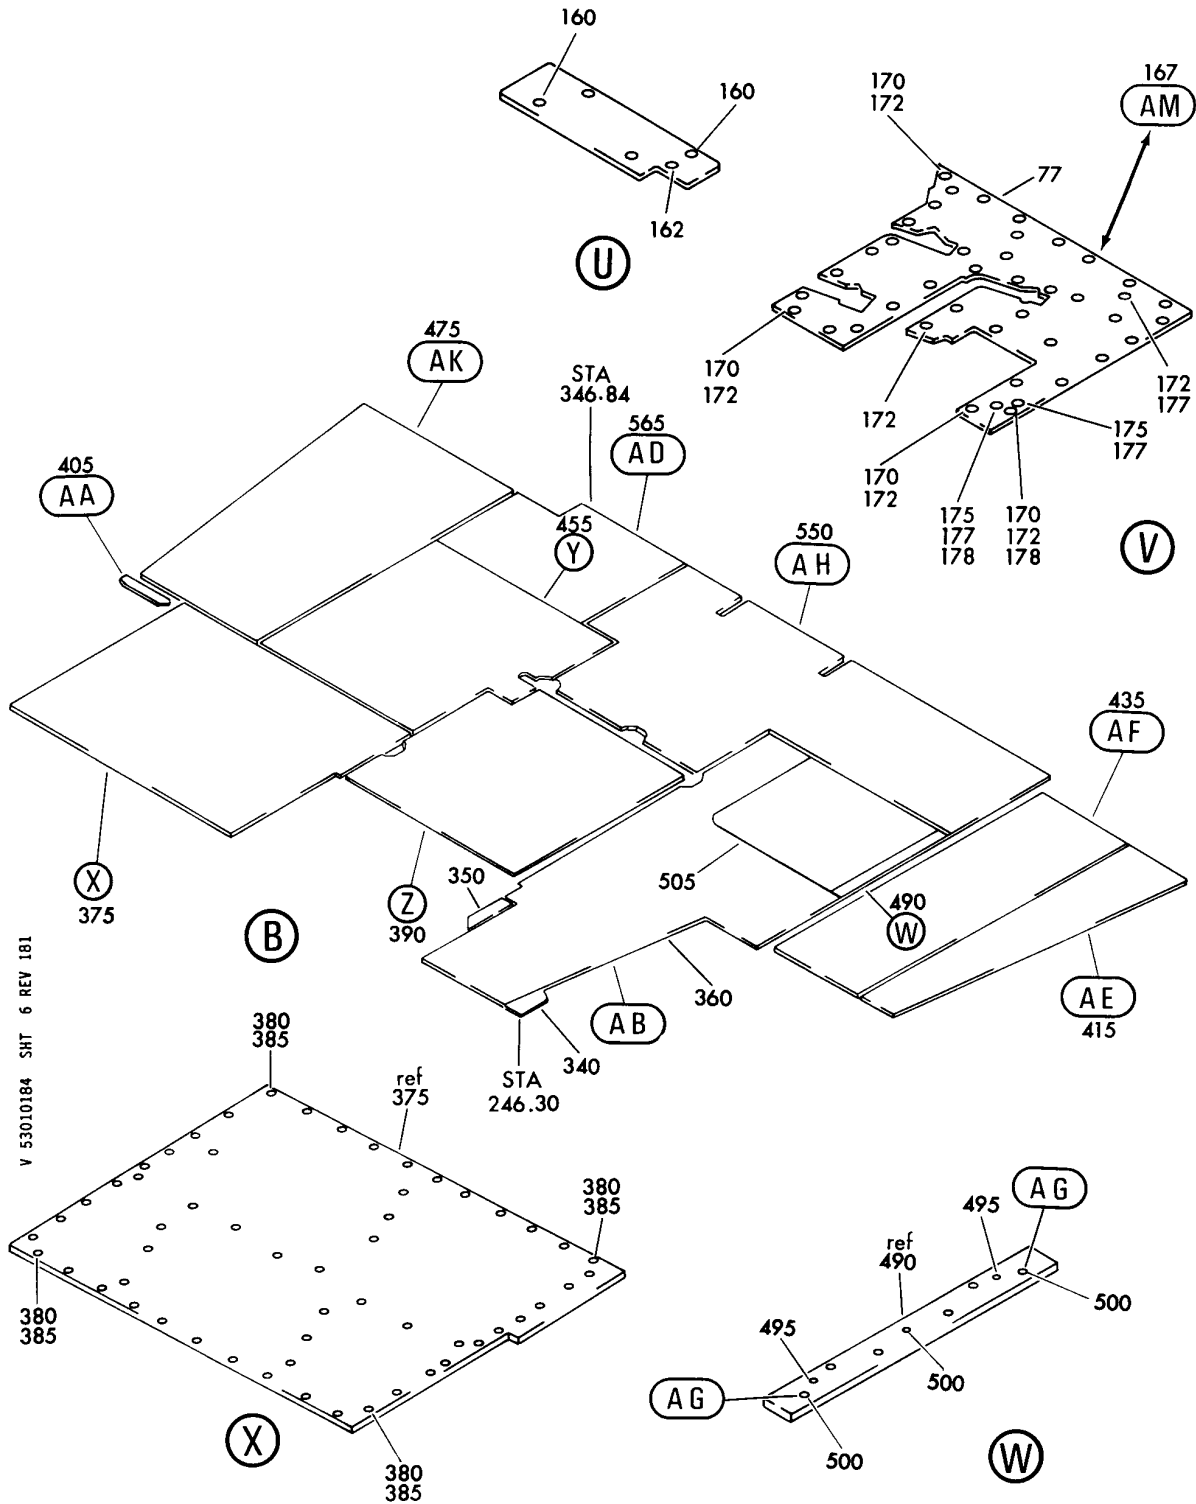 160
160
162
U
170
172
77
167
AM
170
172
172
172
177
175
177
170
172
175
177
178
170
172
178
V
475
AK
STA
346.84
565
AD
405
AA
455
Y
550
AH
435
AF
X
375
350
Z
390
505
490
W
B
360
AB
340
STA
246.30
AE
415
V 53010184 SHT 6 REV 181
380
385
ref
375
380
385
380
385
380
385
X
AG
495
ref
490
500
495
500
AG
500
W